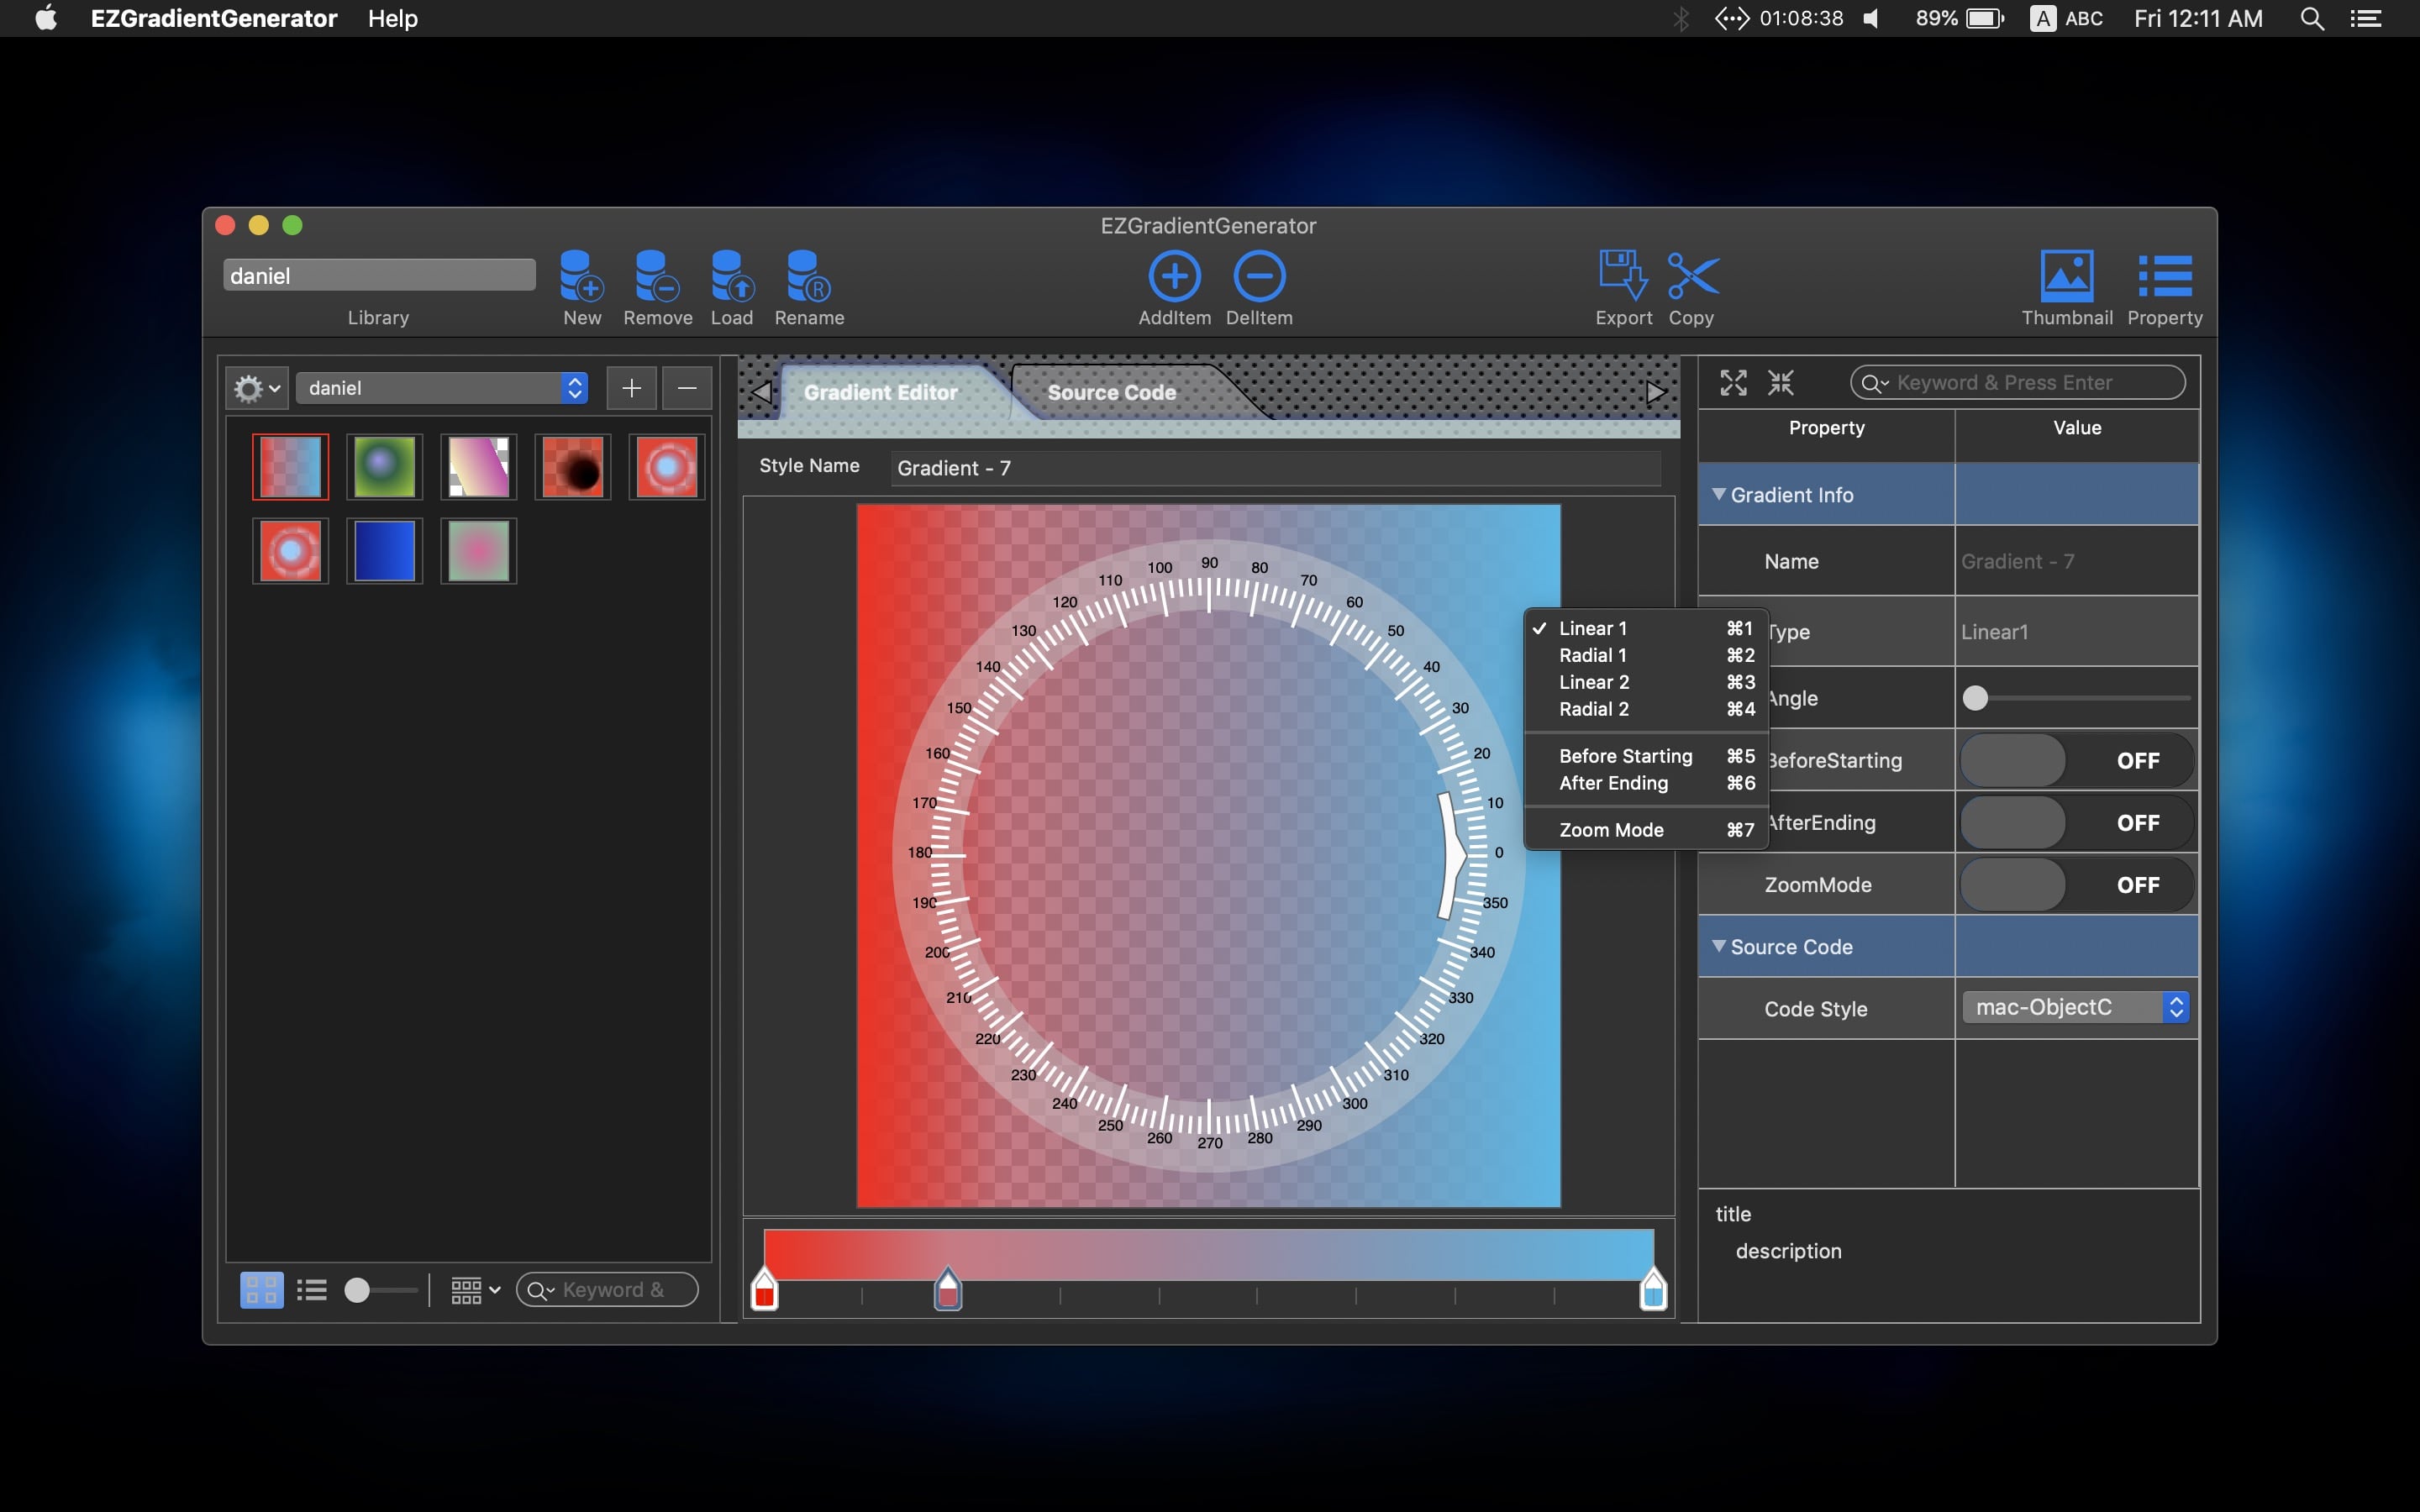 EZGradientGenerator Help 01:08:38 89% A ABC Fri 12:11 AM
EZGradientGenerator
daniel
Library New Remove Load Rename AddItem DelItem Export Copy Thumbnail Property
daniel
Gradient Editor Source Code
Keyword & Press Enter
Property Value
Style Name Gradient - 7
Gradient Info
Name Gradient - 7
Type Linear1
Angle
BeforeStarting OFF
AfterEnding OFF
ZoomMode OFF
Source Code
Code Style mac-ObjectC
title
description
Linear 1 ⌘1
Radial 1 ⌘2
Linear 2 ⌘3
Radial 2 ⌘4
Before Starting ⌘5
After Ending ⌘6
Zoom Mode ⌘7
0
10
20
30
40
50
60
70
80
90
100
110
120
130
140
150
160
170
180
190
200
210
220
230
240
250
260
270
280
290
300
310
320
330
340
350
Keyword &